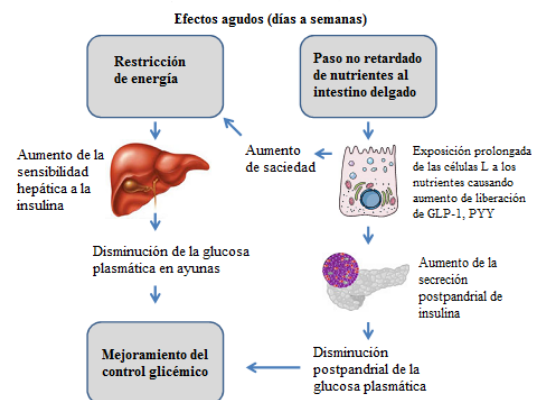 Efectos agudos (días a semanas)
Restricción
de energía
Paso no retardado
de nutrientes al
intestino delgado
Aumento de la
sensibilidad
hepática a la
insulina
Aumento
de saciedad
Exposición prolongada
de las células L a los
nutrientes causando
aumento de liberación
de GLP-1, PYY
Disminución de la glucosa
plasmática en ayunas
Aumento de la
secreción
postpandrial de
insulina
Mejoramiento del
control glicémico
Disminución
postpandrial de la
glucosa plasmática